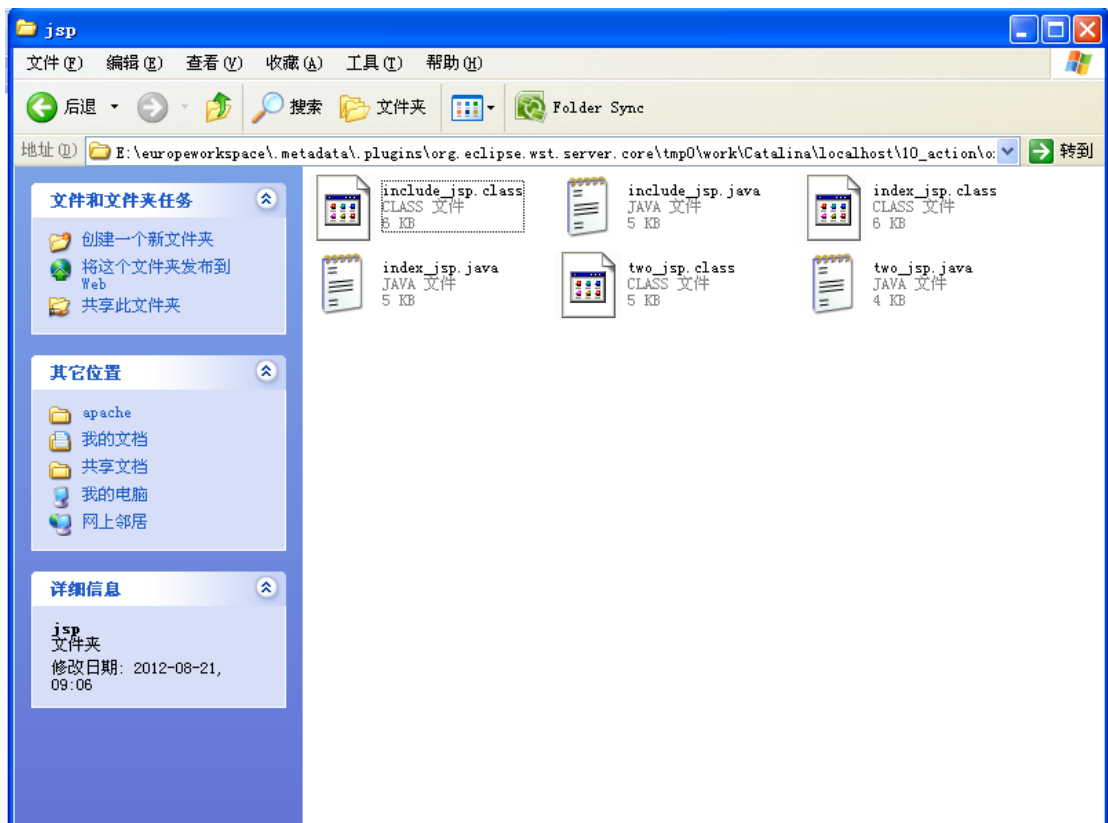 jsp
文件(F) 编辑(E) 查看(V) 收藏(A) 工具(T) 帮助(H)
后退 搜索 文件夹 Folder Sync
地址(D) E:\europeworkspace\.metadata\.plugins\org.eclipse.wst.server.core\tmp0\work\Catalina\localhost\10_action\o 转到
文件和文件夹任务
创建一个新文件夹
将这个文件夹发布到
Web
共享此文件夹
其它位置
apache
我的文档
共享文档
我的电脑
网上邻居
详细信息
jsp
文件夹
修改日期: 2012-08-21,
09:06
include_jsp.class
CLASS 文件
6 KB
include_jsp.java
JAVA 文件
5 KB
index_jsp.class
CLASS 文件
6 KB
index_jsp.java
JAVA 文件
5 KB
two_jsp.class
CLASS 文件
5 KB
two_jsp.java
JAVA 文件
4 KB